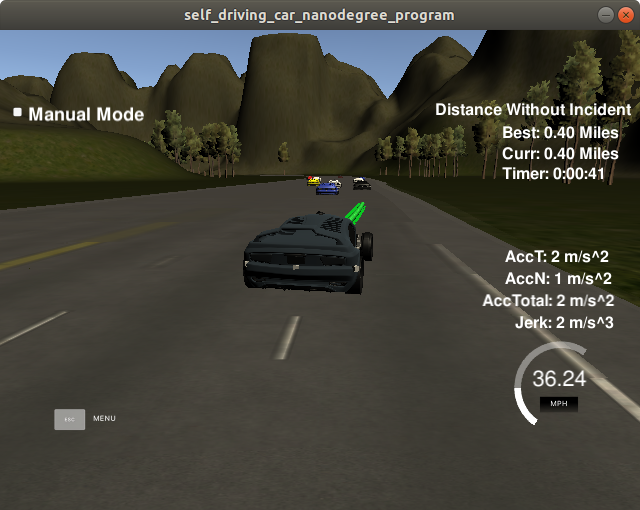 self_driving_car_nanodegree_program
Manual Mode
Distance Without Incident
Best: 0.40 Miles
Curr: 0.40 Miles
Timer: 0:00:41
AccT: 2 m/s^2
AccN: 1 m/s^2
AccTotal: 2 m/s^2
Jerk: 2 m/s^3
36.24
MPH
ESC MENU